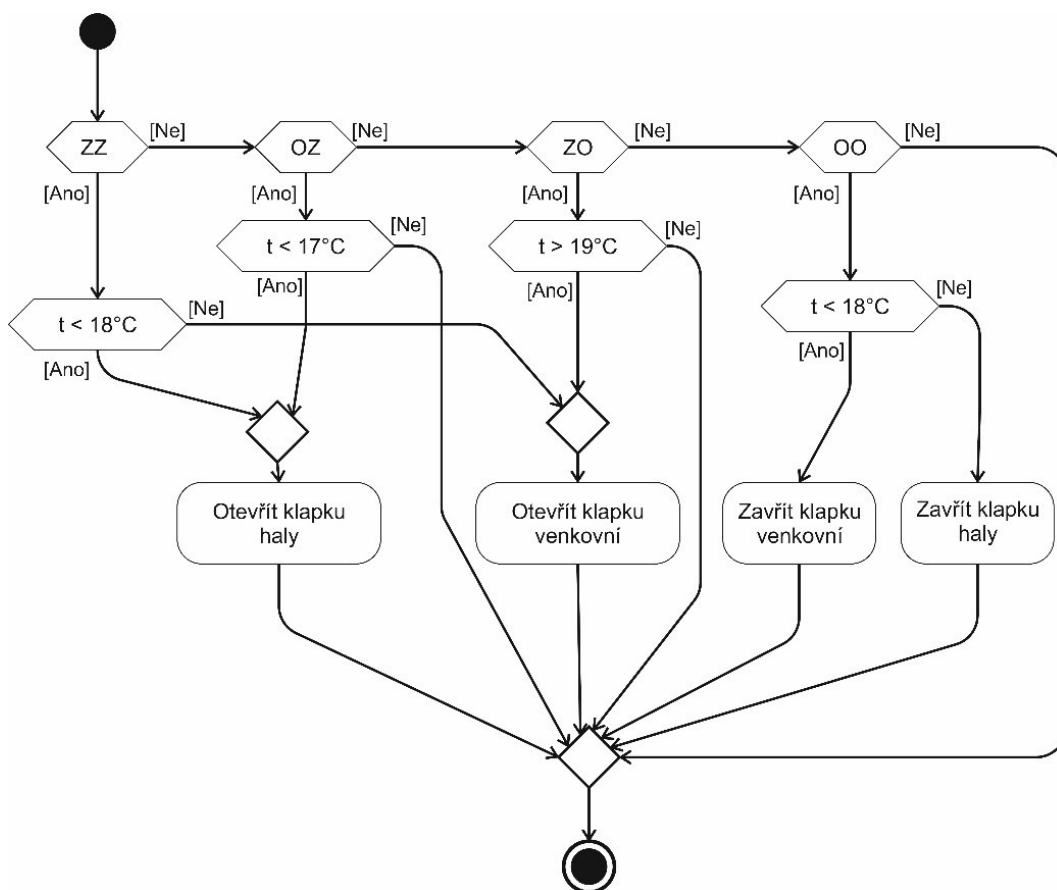 ZZ
[Ne]
OZ
[Ne]
ZO
[Ne]
OO
[Ne]
[Ano]
[Ano]
[Ano]
[Ano]
t < 17°C
[Ne]
t > 19°C
[Ne]
[Ano]
[Ano]
t < 18°C
[Ne]
t < 18°C
[Ne]
[Ano]
[Ano]
Otevřít klapku
haly
Otevřít klapku
venkovní
Zavřít klapku
venkovní
Zavřít klapku
haly